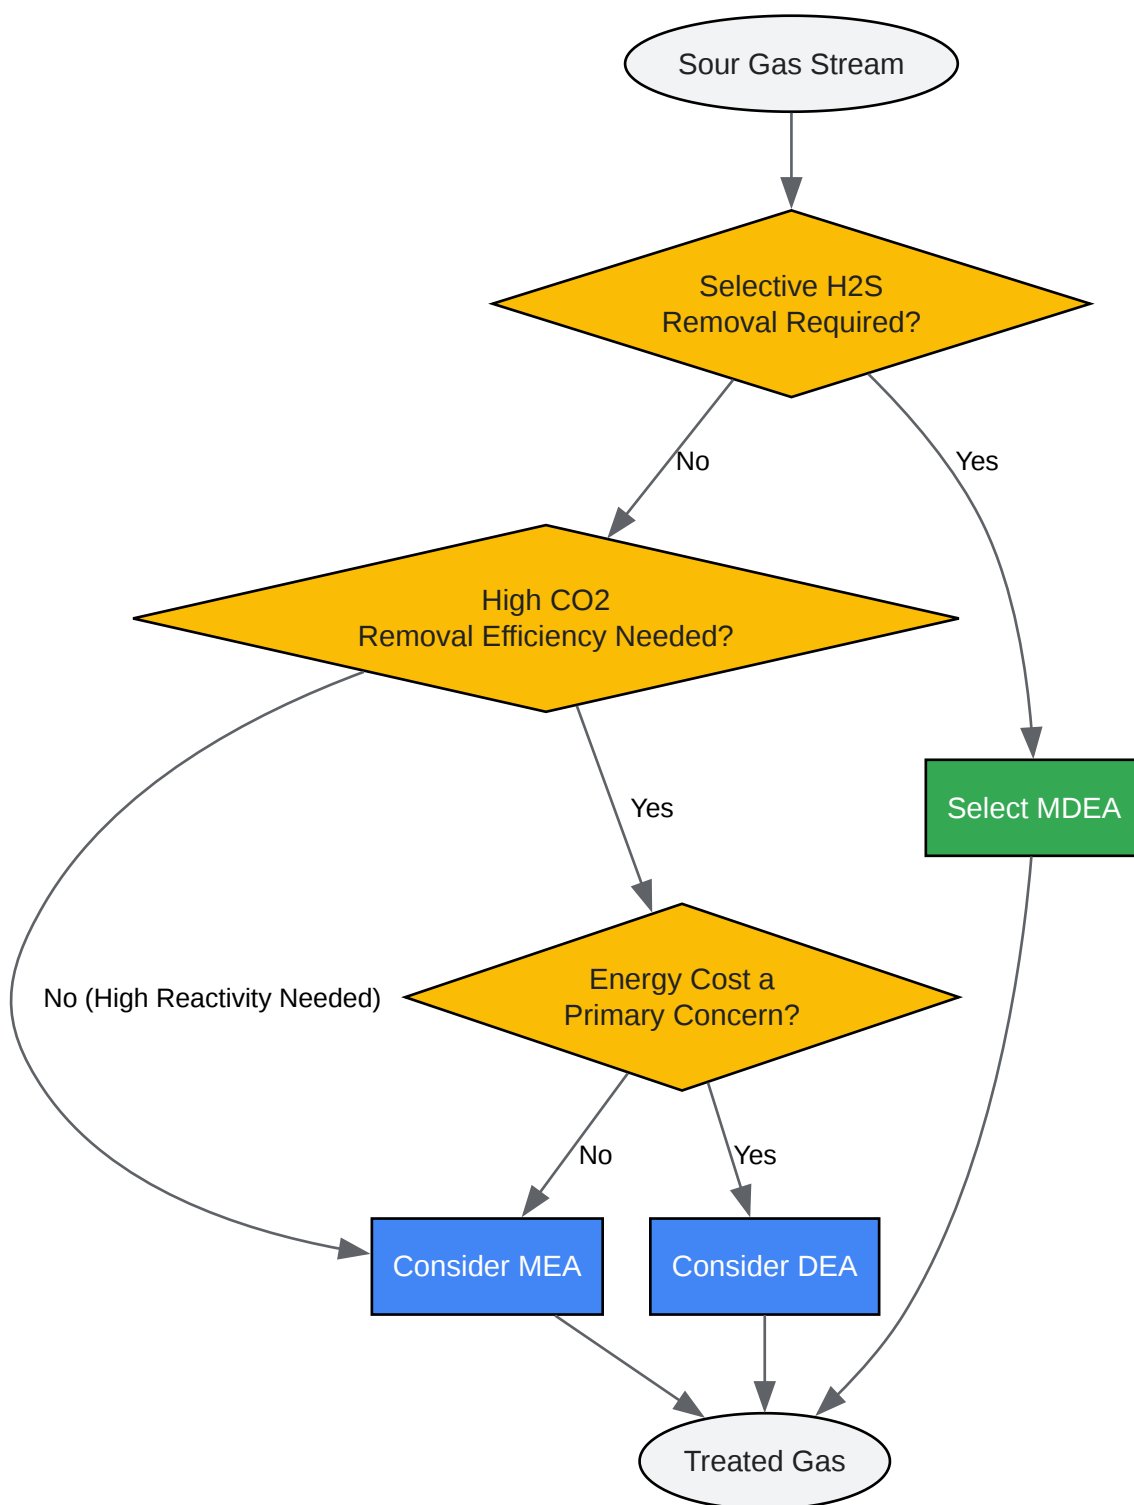 Sour Gas Stream
Selective H2S
Removal Required?
No
Yes
High CO2
Removal Efficiency Needed?
Yes
Select MDEA
No (High Reactivity Needed)
Energy Cost a
Primary Concern?
No
Yes
Consider MEA
Consider DEA
Treated Gas